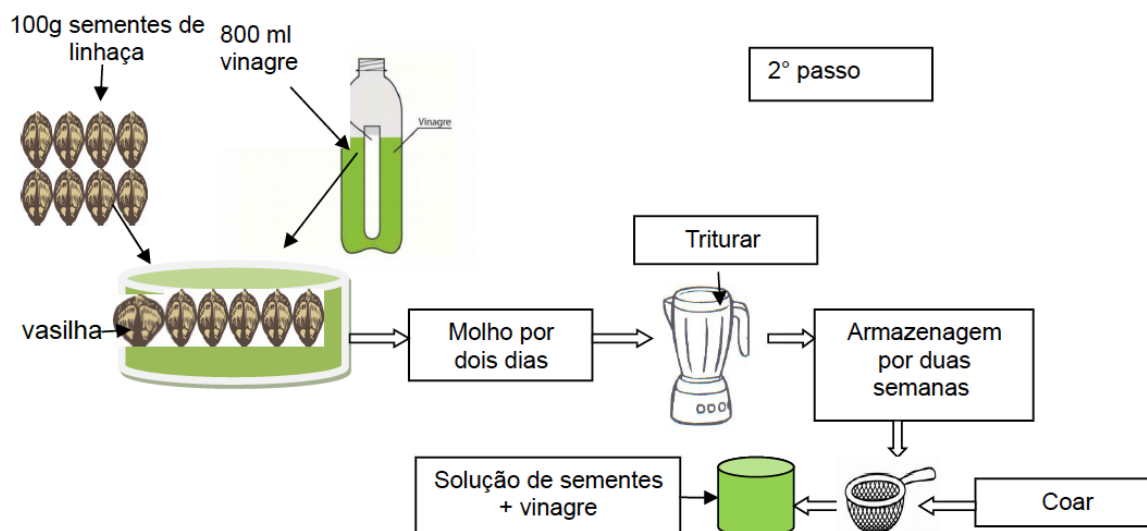 100g sementes de
linhaça
800 ml
vinagre
2° passo
Vinagre
vasilha
Triturar
Molho por
dois dias
Armazenagem
por duas
semanas
Solução de sementes
+ vinagre
Coar